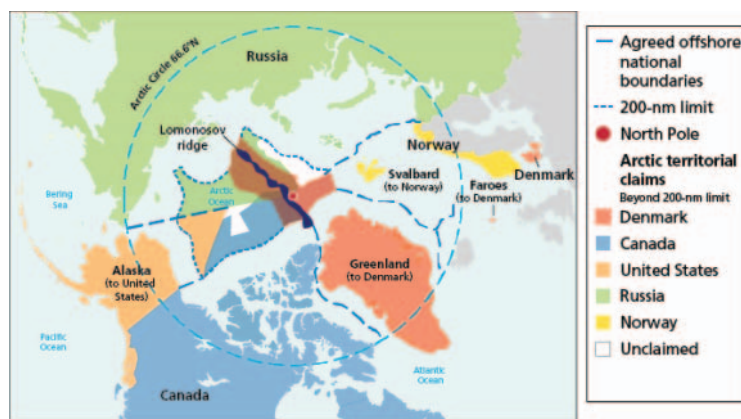 Arctic Circle 66.6°N
Russia
Lomonosov
ridge
Norway
Svalbard
(to Norway)
Denmark
Faroes
(to Denmark)
Bering
Sea
Arctic
Ocean
Alaska
(to United
States)
Greenland
(to Denmark)
Pacific
Ocean
Atlantic
Ocean
Canada
Agreed offshore
national
boundaries
200-nm limit
North Pole
Arctic territorial
claims
Beyond 200-nm limit
Denmark
Canada
United States
Russia
Norway
Unclaimed